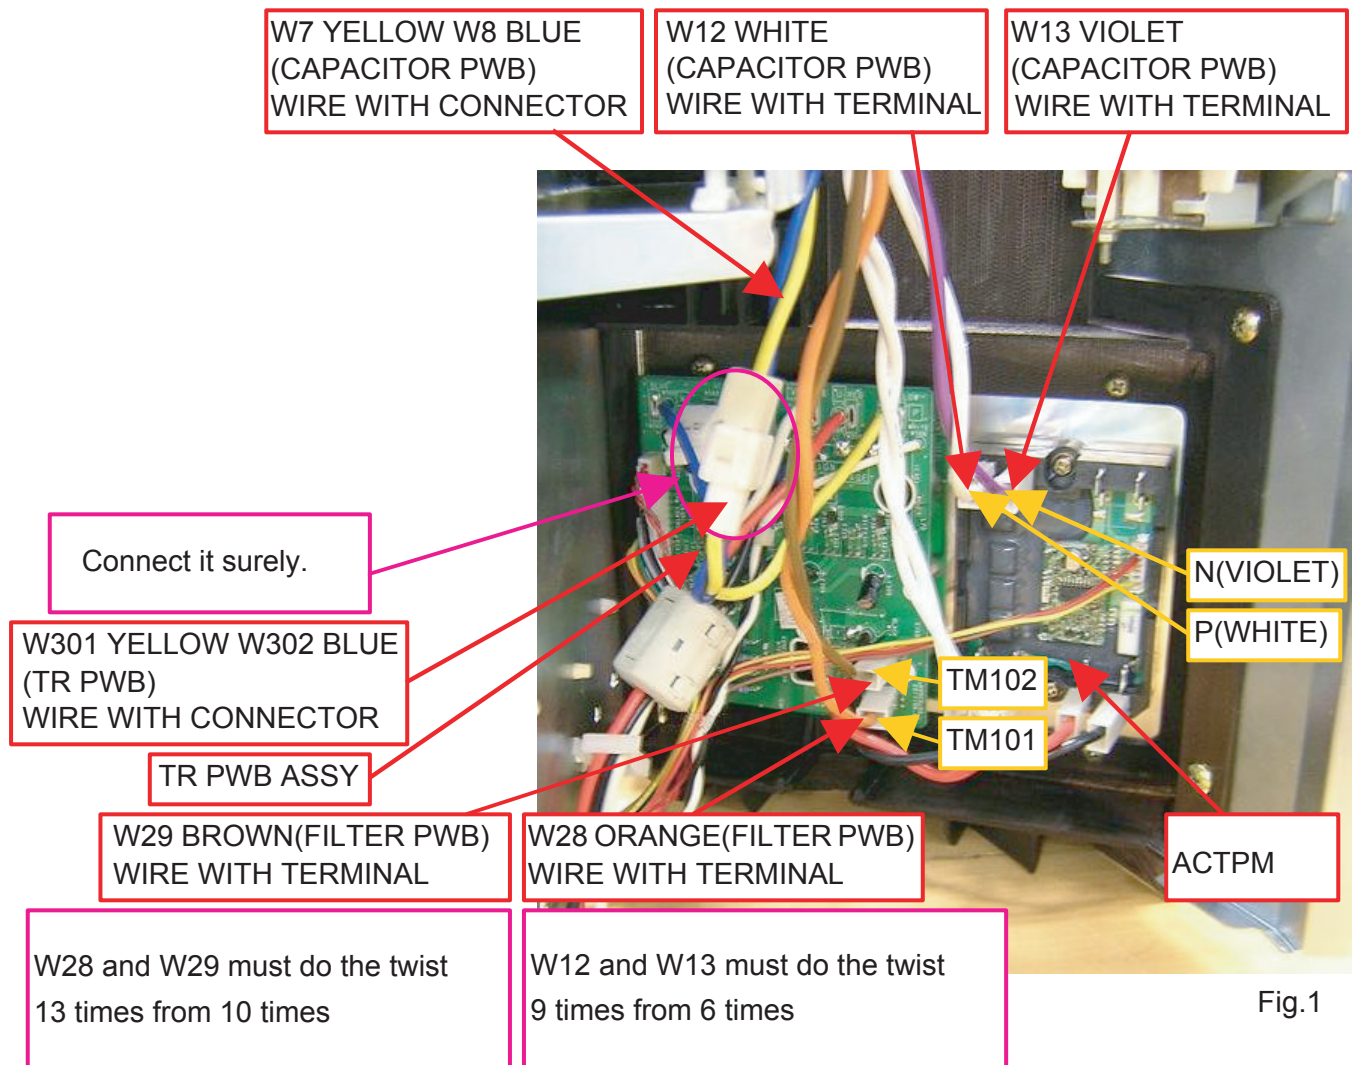 W7 YELLOW W8 BLUE
(CAPACITOR PWB)
WIRE WITH CONNECTOR
W12 WHITE
(CAPACITOR PWB)
WIRE WITH TERMINAL
W13 VIOLET
(CAPACITOR PWB)
WIRE WITH TERMINAL
Connect it surely.
N(VIOLET)
P(WHITE)
W301 YELLOW W302 BLUE
(TR PWB)
WIRE WITH CONNECTOR
TM102
TM101
TR PWB ASSY
W29 BROWN(FILTER PWB)
WIRE WITH TERMINAL
W28 ORANGE(FILTER PWB)
WIRE WITH TERMINAL
ACTPM
W28 and W29 must do the twist
13 times from 10 times
W12 and W13 must do the twist
9 times from 6 times
Fig.1